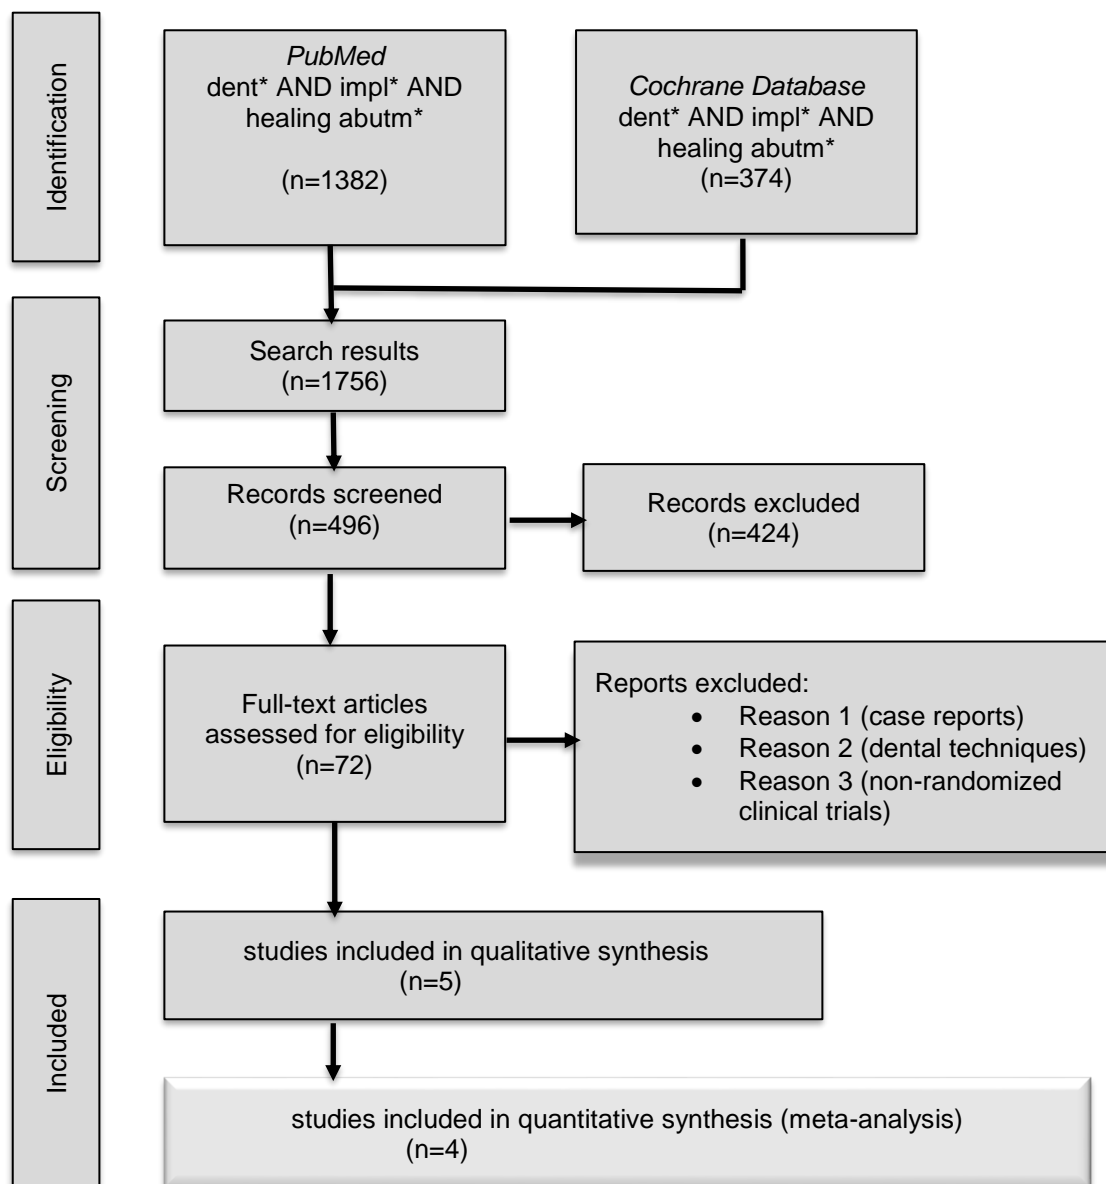 Identification
PubMed
dent* AND impl* AND
healing abutm*
(n=1382)
Cochrane Database
dent* AND impl* AND
healing abutm*
(n=374)
Screening
Search results
(n=1756)
Records screened
(n=496)
Records excluded
(n=424)
Eligibility
Full-text articles
assessed for eligibility
(n=72)
Reports excluded:
• Reason 1 (case reports)
• Reason 2 (dental techniques)
• Reason 3 (non-randomized
clinical trials)
Included
studies included in qualitative synthesis
(n=5)
studies included in quantitative synthesis (meta-analysis)
(n=4)